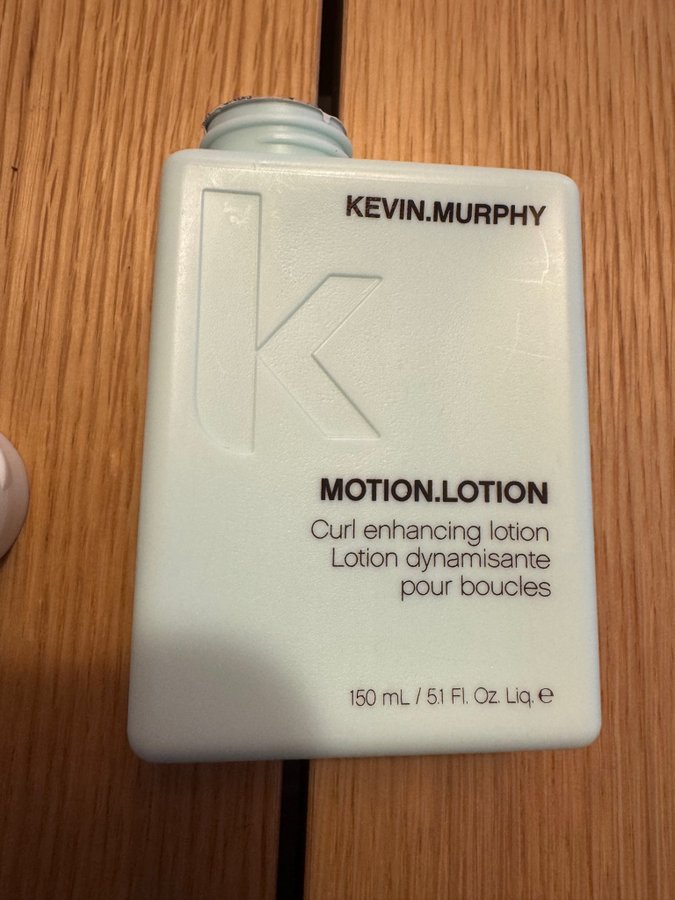 KEVIN.MURPHY
k
MOTION.LOTION
Curl enhancing lotion
Lotion dynamisante
pour boucles
150 mL / 5.1 Fl. Oz. Liq. ℮